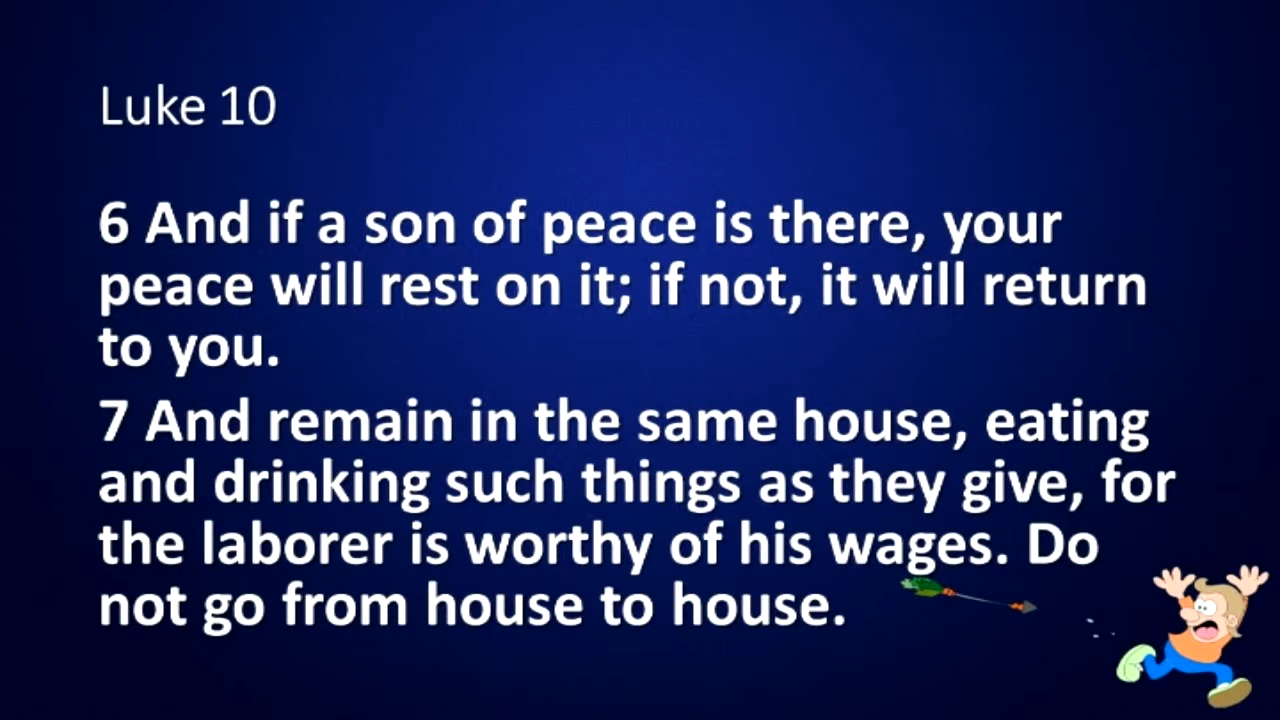 Luke 10
6 And if a son of peace is there, your
peace will rest on it; if not, it will return
to you.
7 And remain in the same house, eating
and drinking such things as they give, for
the laborer is worthy of his wages. Do
not go from house to house.